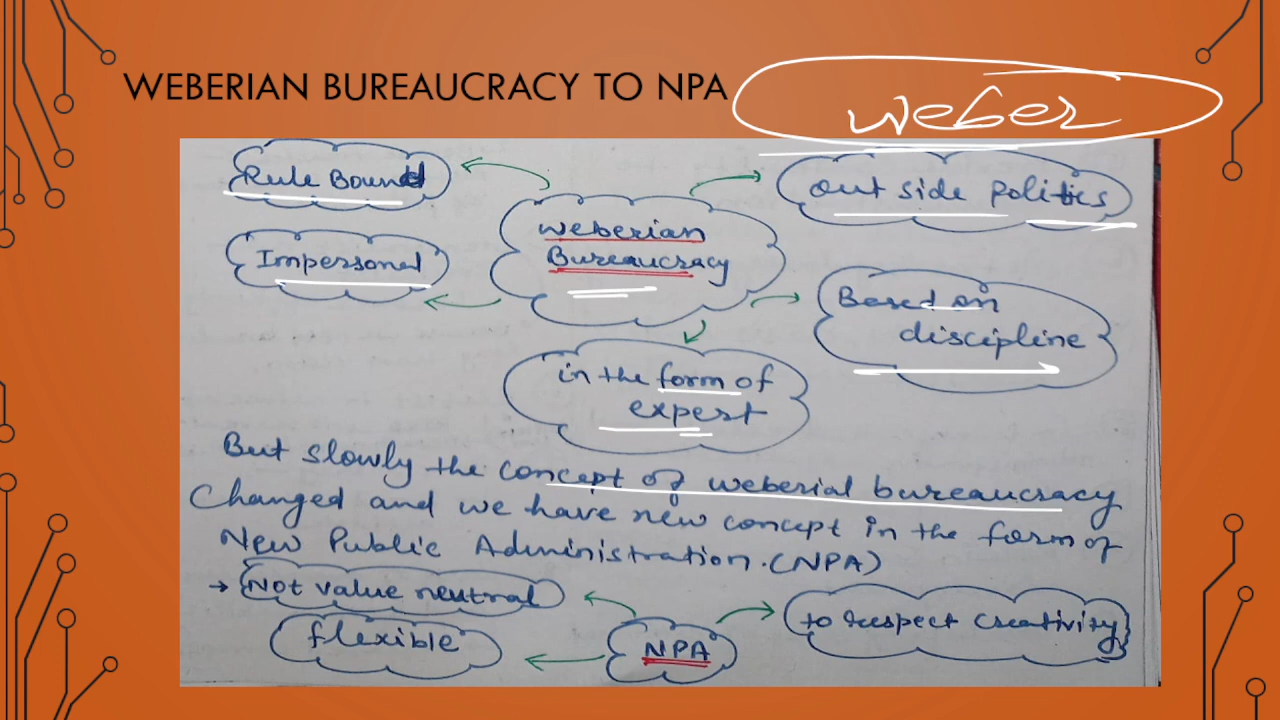 WEBERIAN BUREAUCRACY TO NPA
weber
Rule Bound
out side politics
weberian
Bureaucracy
Impersonal
Based on
discipline
in the form of
expert
But slowly the concept of weberial bureaucracy
Changed and we have new concept in the form of
New Public Administration. (NPA)
→ Not value neutral
to respect creativity
flexible
NPA